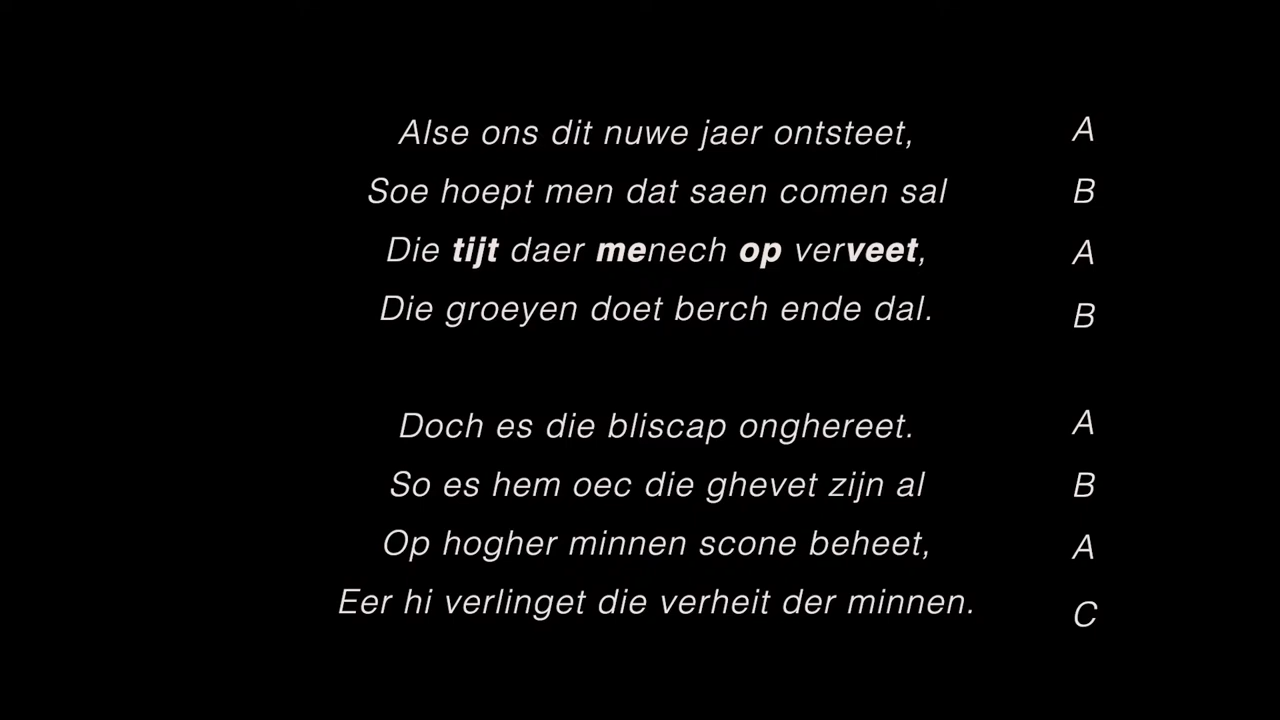 Alse ons dit nuwe jaer ontsteet, A
Soe hoept men dat saen comen sal B
Die tijt daer menech op verveet, A
Die groeyen doet berch ende dal. B
Doch es die bliscap onghereet. A
So es hem oec die ghevet zijn al B
Op hogher minnen scone beheet, A
Eer hi verlinget die verheit der minnen. C